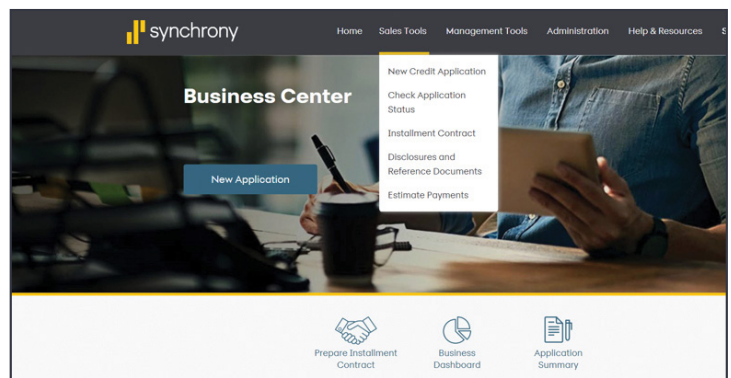 synchrony
Home Sales Tools Management Tools Administration Help & Resources S
New Credit Application
Check Application
Status
Installment Contract
Disclosures and
Reference Documents
Estimate Payments
Business Center
New Application
Prepare Installment
Contract
Business
Dashboard
Application
Summary